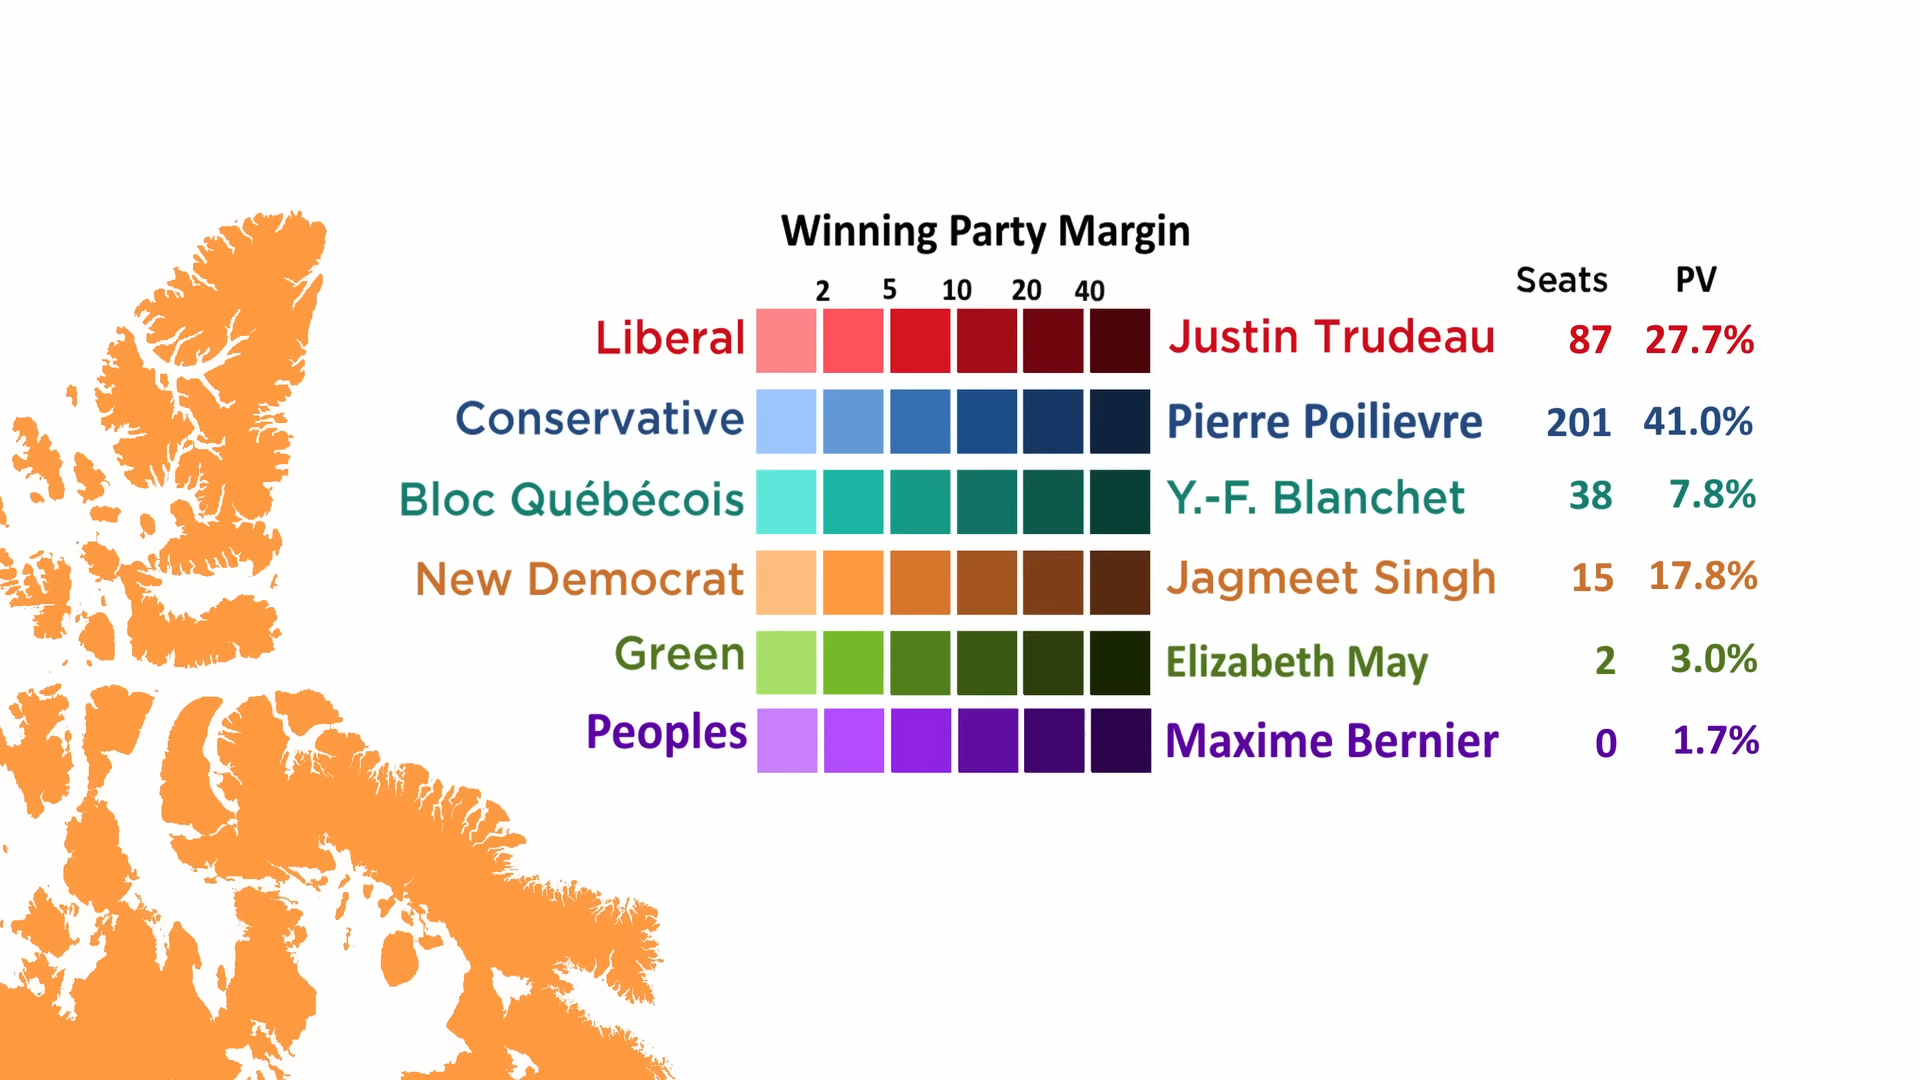 Winning Party Margin
Seats PV
2 5 10 20 40
Liberal Justin Trudeau 87 27.7%
Conservative Pierre Poilievre 201 41.0%
Bloc Québécois Y.-F. Blanchet 38 7.8%
New Democrat Jagmeet Singh 15 17.8%
Green Elizabeth May 2 3.0%
Peoples Maxime Bernier 0 1.7%